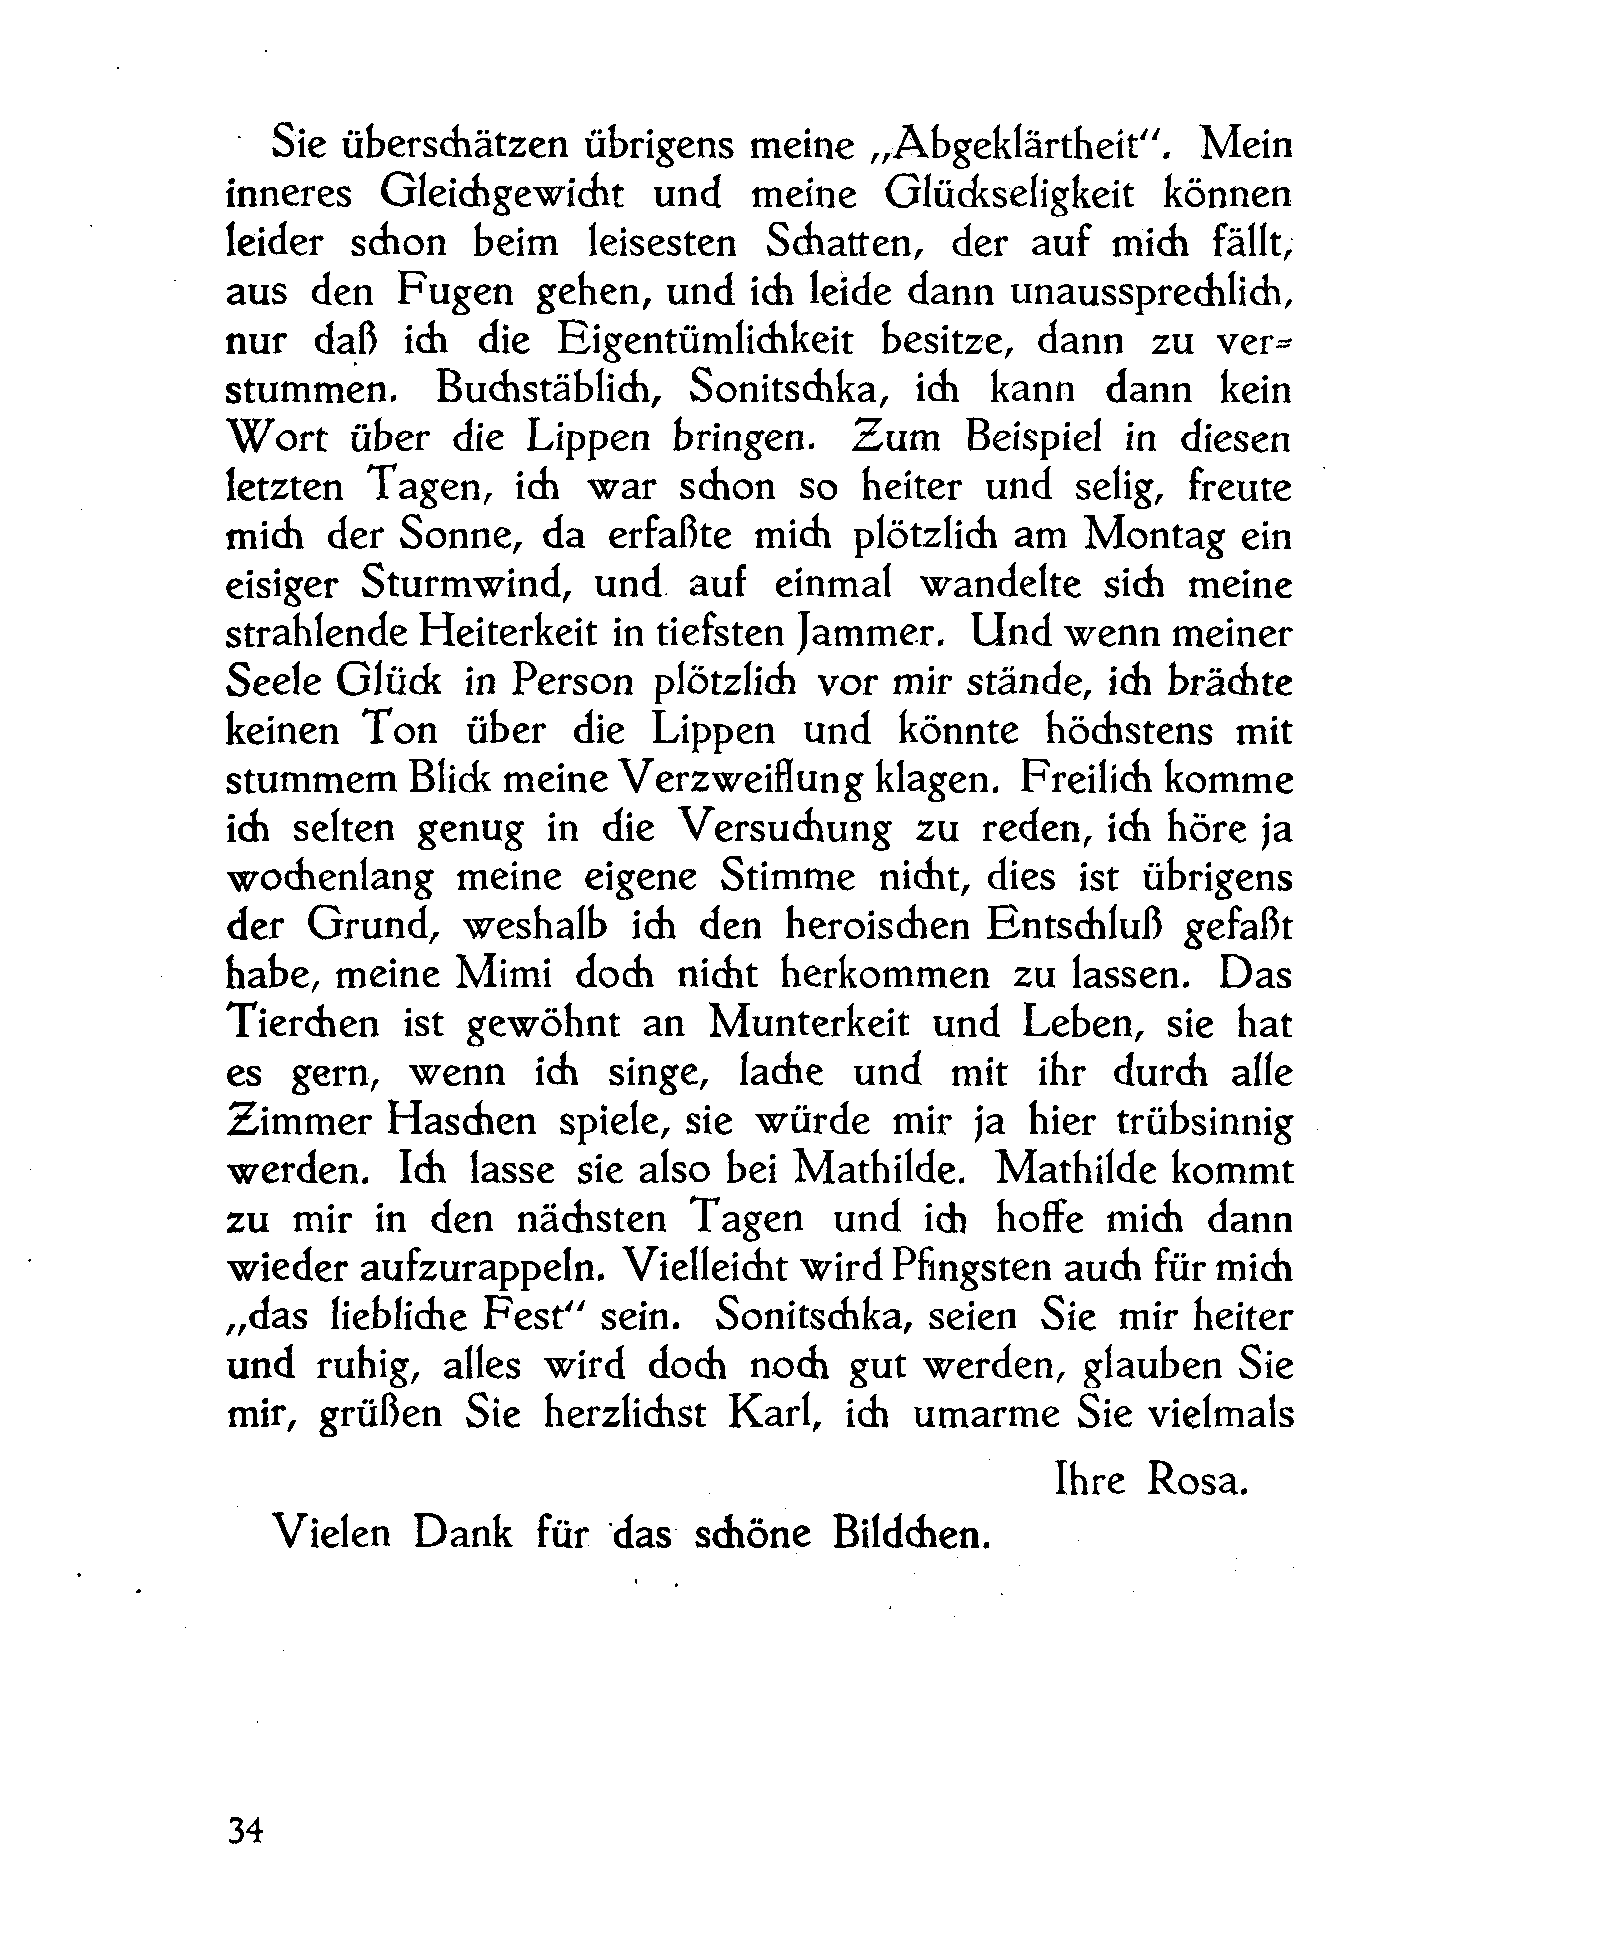 Sie überschätzen übrigens meine „Abgeklärtheit“. Mein
inneres Gleichgewicht und meine Glückseligkeit können
leider schon beim leisesten Schatten, der auf mich fällt,
aus den Fugen gehen, und ich leide dann unaussprechlich,
nur daß ich die Eigentümlichkeit besitze, dann zu ver-
stummen. Buchstäblich, Sonitschka, ich kann dann kein
Wort über die Lippen bringen. Zum Beispiel in diesen
letzten Tagen, ich war schon so heiter und selig, freute
mich der Sonne, da erfaßte mich plötzlich am Montag ein
eisiger Sturmwind, und auf einmal wandelte sich meine
strahlende Heiterkeit in tiefsten Jammer. Und wenn meiner
Seele Glück in Person plötzlich vor mir stände, ich brächte
keinen Ton über die Lippen und könnte höchstens mit
stummem Blick meine Verzweiflung klagen. Freilich komme
ich selten genug in die Versuchung zu reden, ich höre ja
wochenlang meine eigene Stimme nicht, dies ist übrigens
der Grund, weshalb ich den heroischen Entschluß gefaßt
habe, meine Mimi doch nicht herkommen zu lassen. Das
Tierchen ist gewöhnt an Munterkeit und Leben, sie hat
es gern, wenn ich singe, lache und mit ihr durch alle
Zimmer Haschen spiele, sie würde mir ja hier trübsinnig
werden. Ich lasse sie also bei Mathilde. Mathilde kommt
zu mir in den nächsten Tagen und ich hoffe mich dann
wieder aufzurappeln. Vielleicht wird Pfingsten auch für mich
„das liebliche Fest“ sein. Sonitschka, seien Sie mir heiter
und ruhig, alles wird doch noch gut werden, glauben Sie
mir, grüßen Sie herzlichst Karl, ich umarme Sie vielmals
Ihre Rosa.
Vielen Dank für das schöne Bildchen.
34